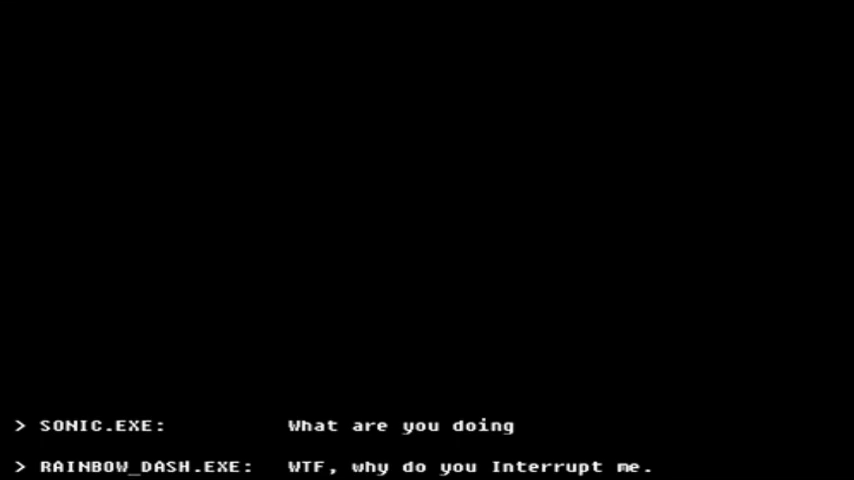 > SONIC.EXE: What are you doing
> RAINBOW_DASH.EXE: WTF, why do you Interrupt me.